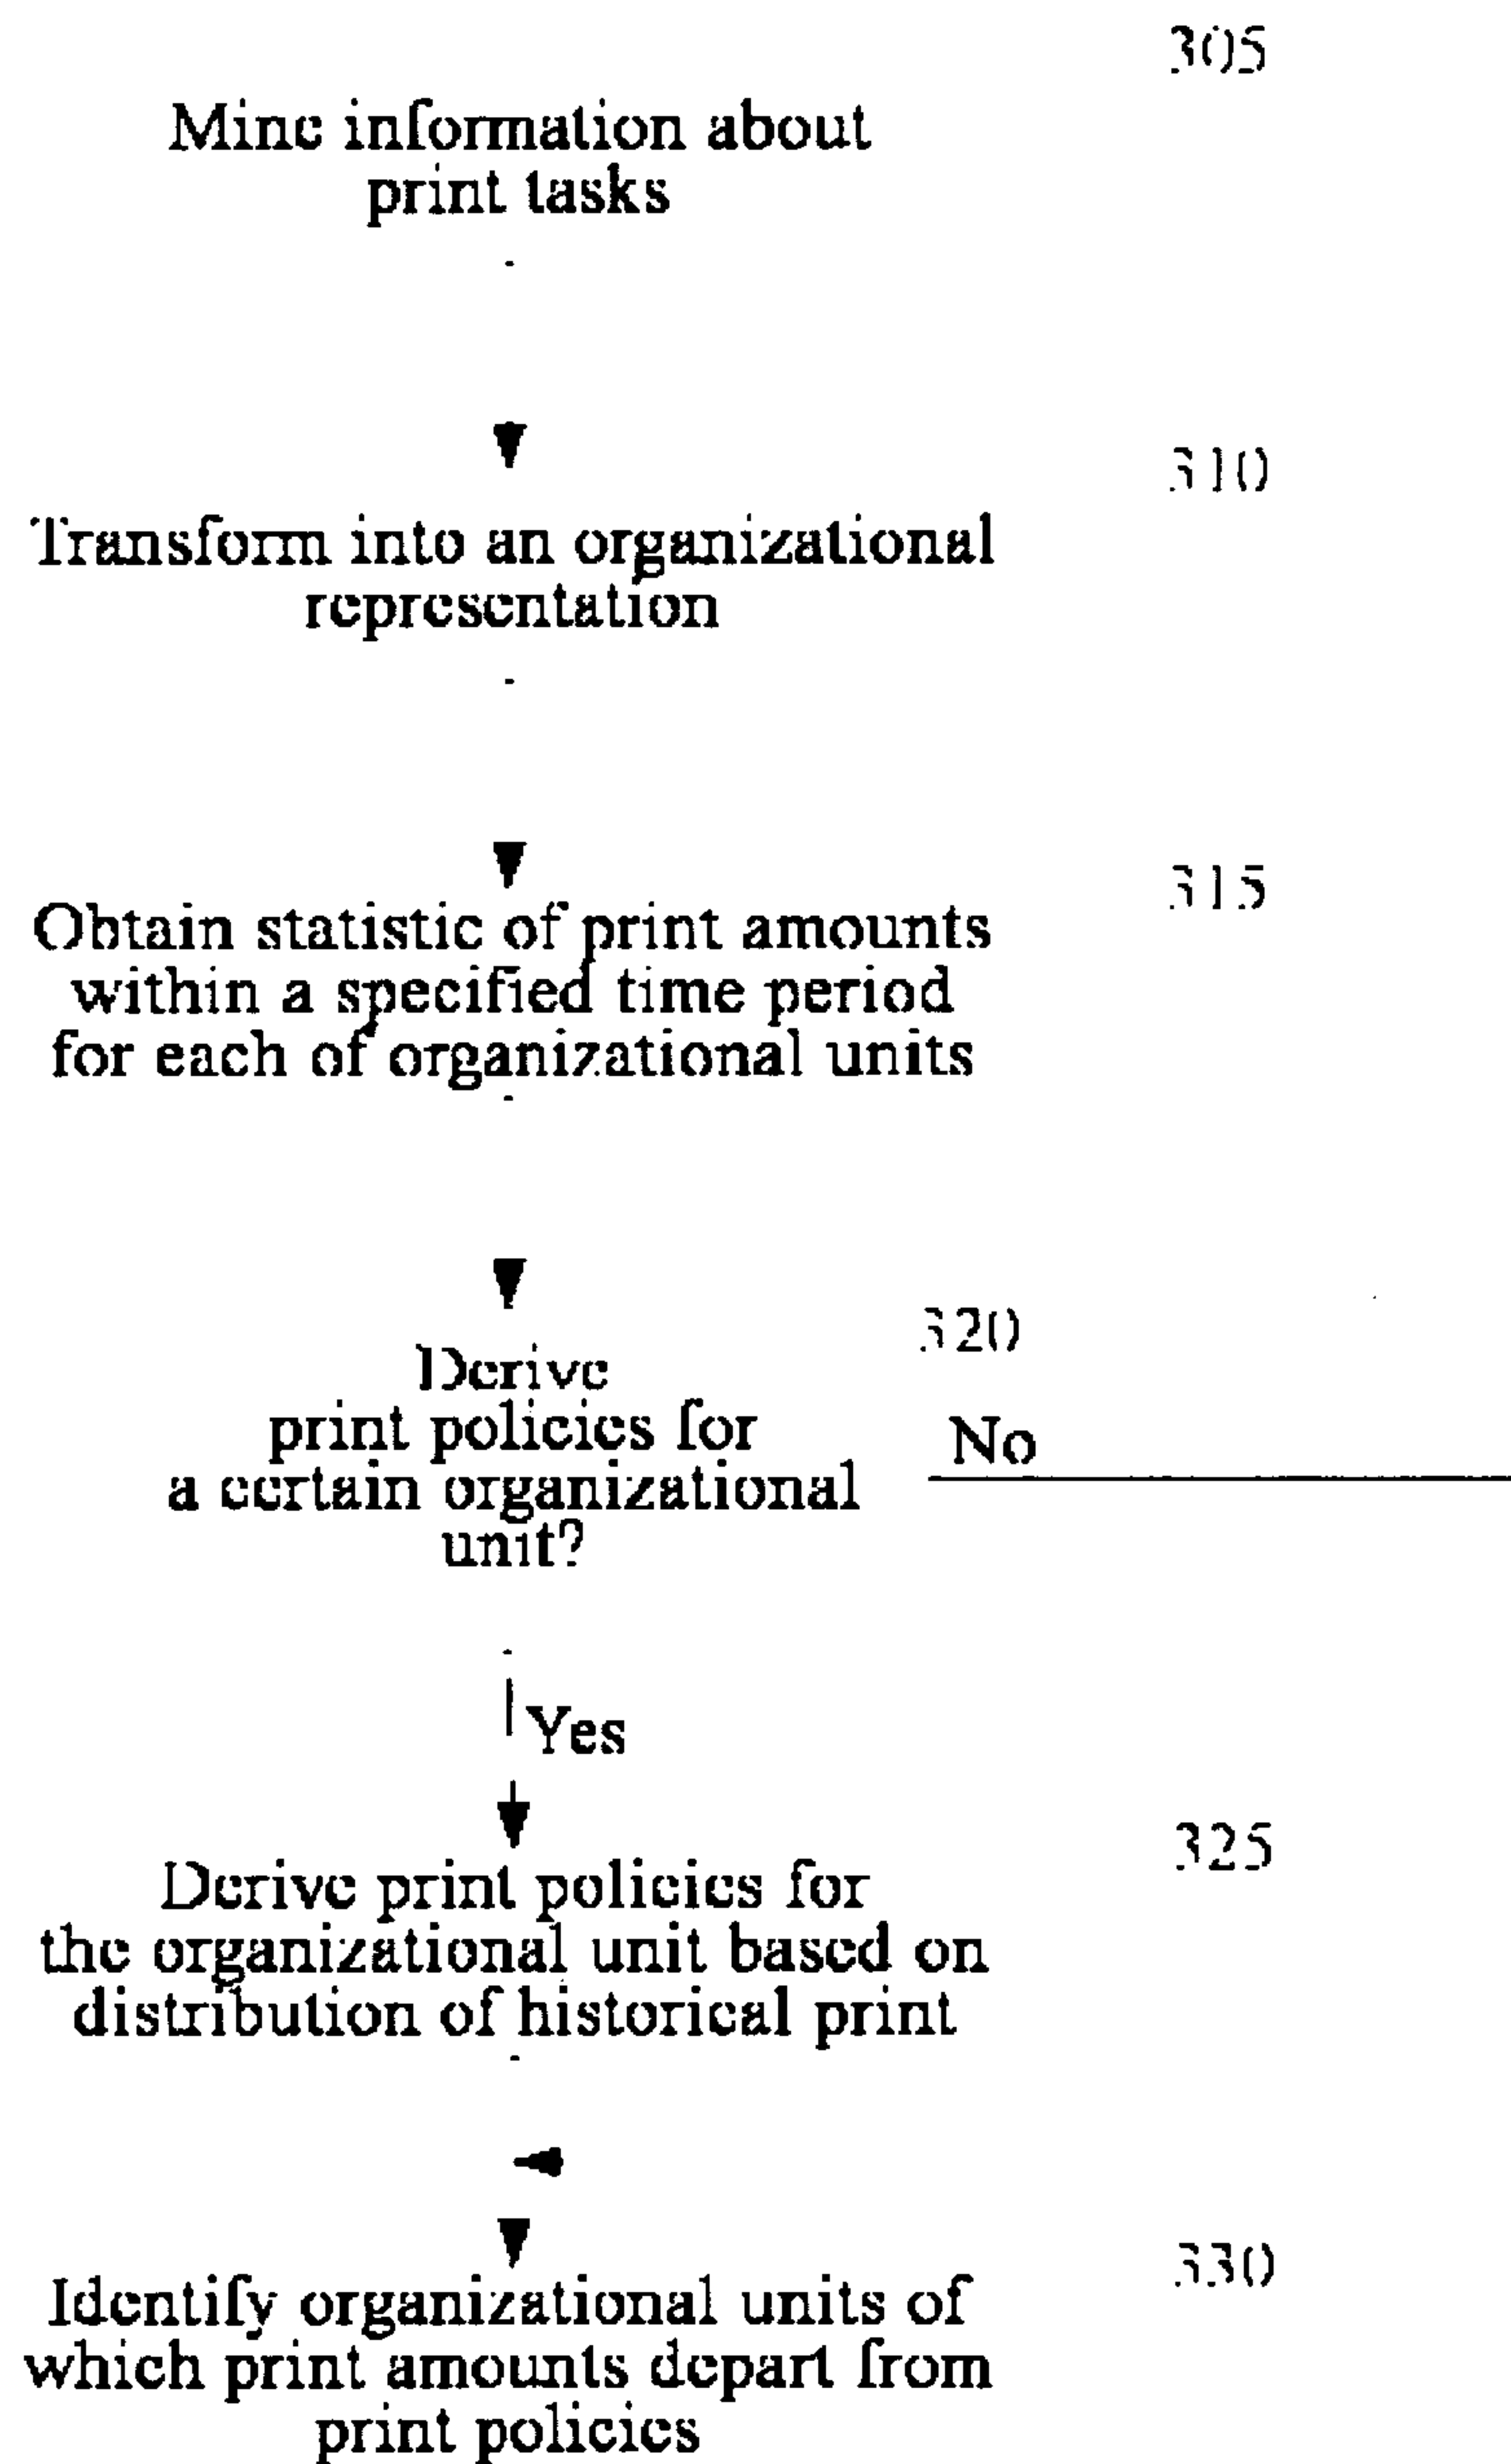 305
Mine information about
print tasks
310
Transform into an organizational
representation
315
Obtain statistic of print amounts
within a specified time period
for each of organizational units
320
Derive
print policies for
No
a certain organizational
unit?
Yes
325
Derive print policies for
the organizational unit based on
distribution of historical print
330
Identify organizational units of
which print amounts depart from
print policies